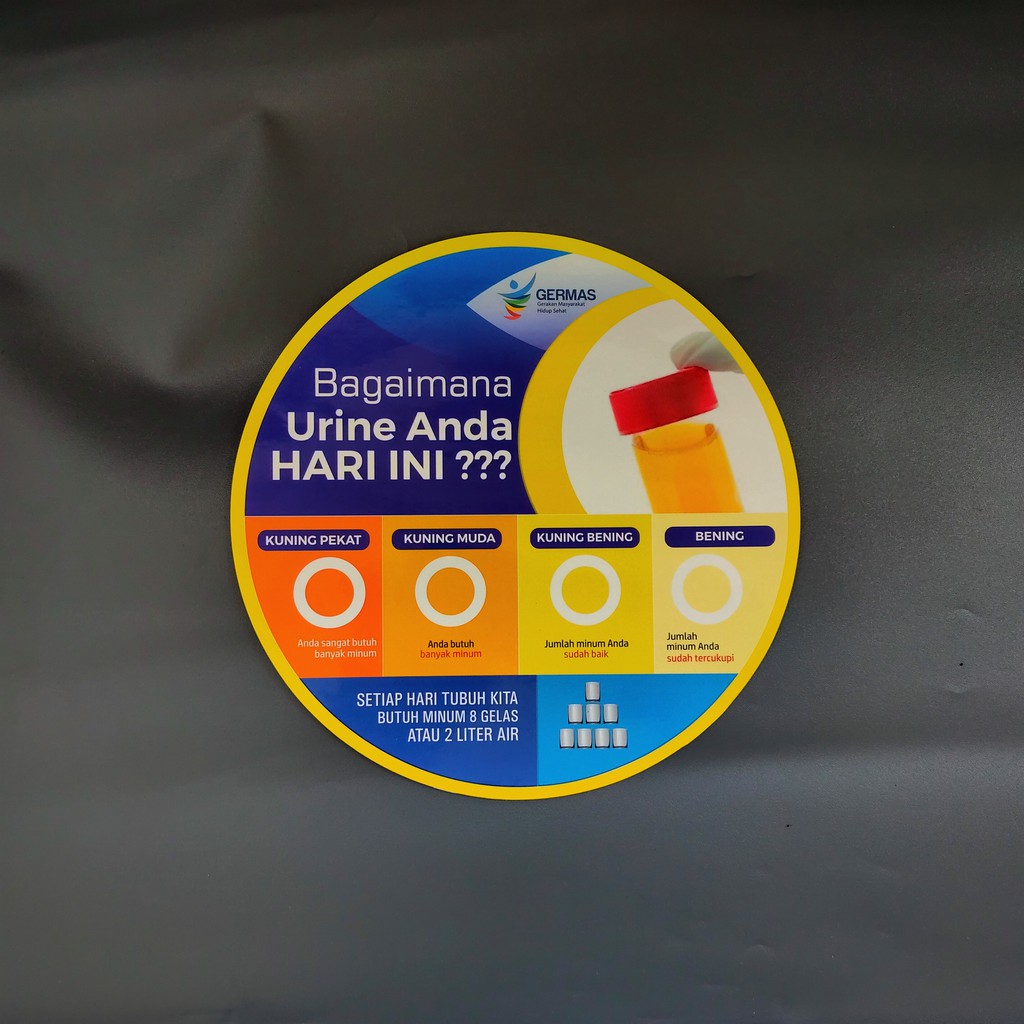 GERMAS
Gerakan Masyarakat
Hidup Sehat
Bagaimana
Urine Anda
HARI INI ???
KUNING PEKAT
Anda sangat butuh
banyak minum
KUNING MUDA
Anda butuh
banyak minum
KUNING BENING
Jumlah minum Anda
sudah baik
BENING
Jumlah
minum Anda
sudah tercukupi
SETIAP HARI TUBUH KITA
BUTUH MINUM 8 GELAS
ATAU 2 LITER AIR